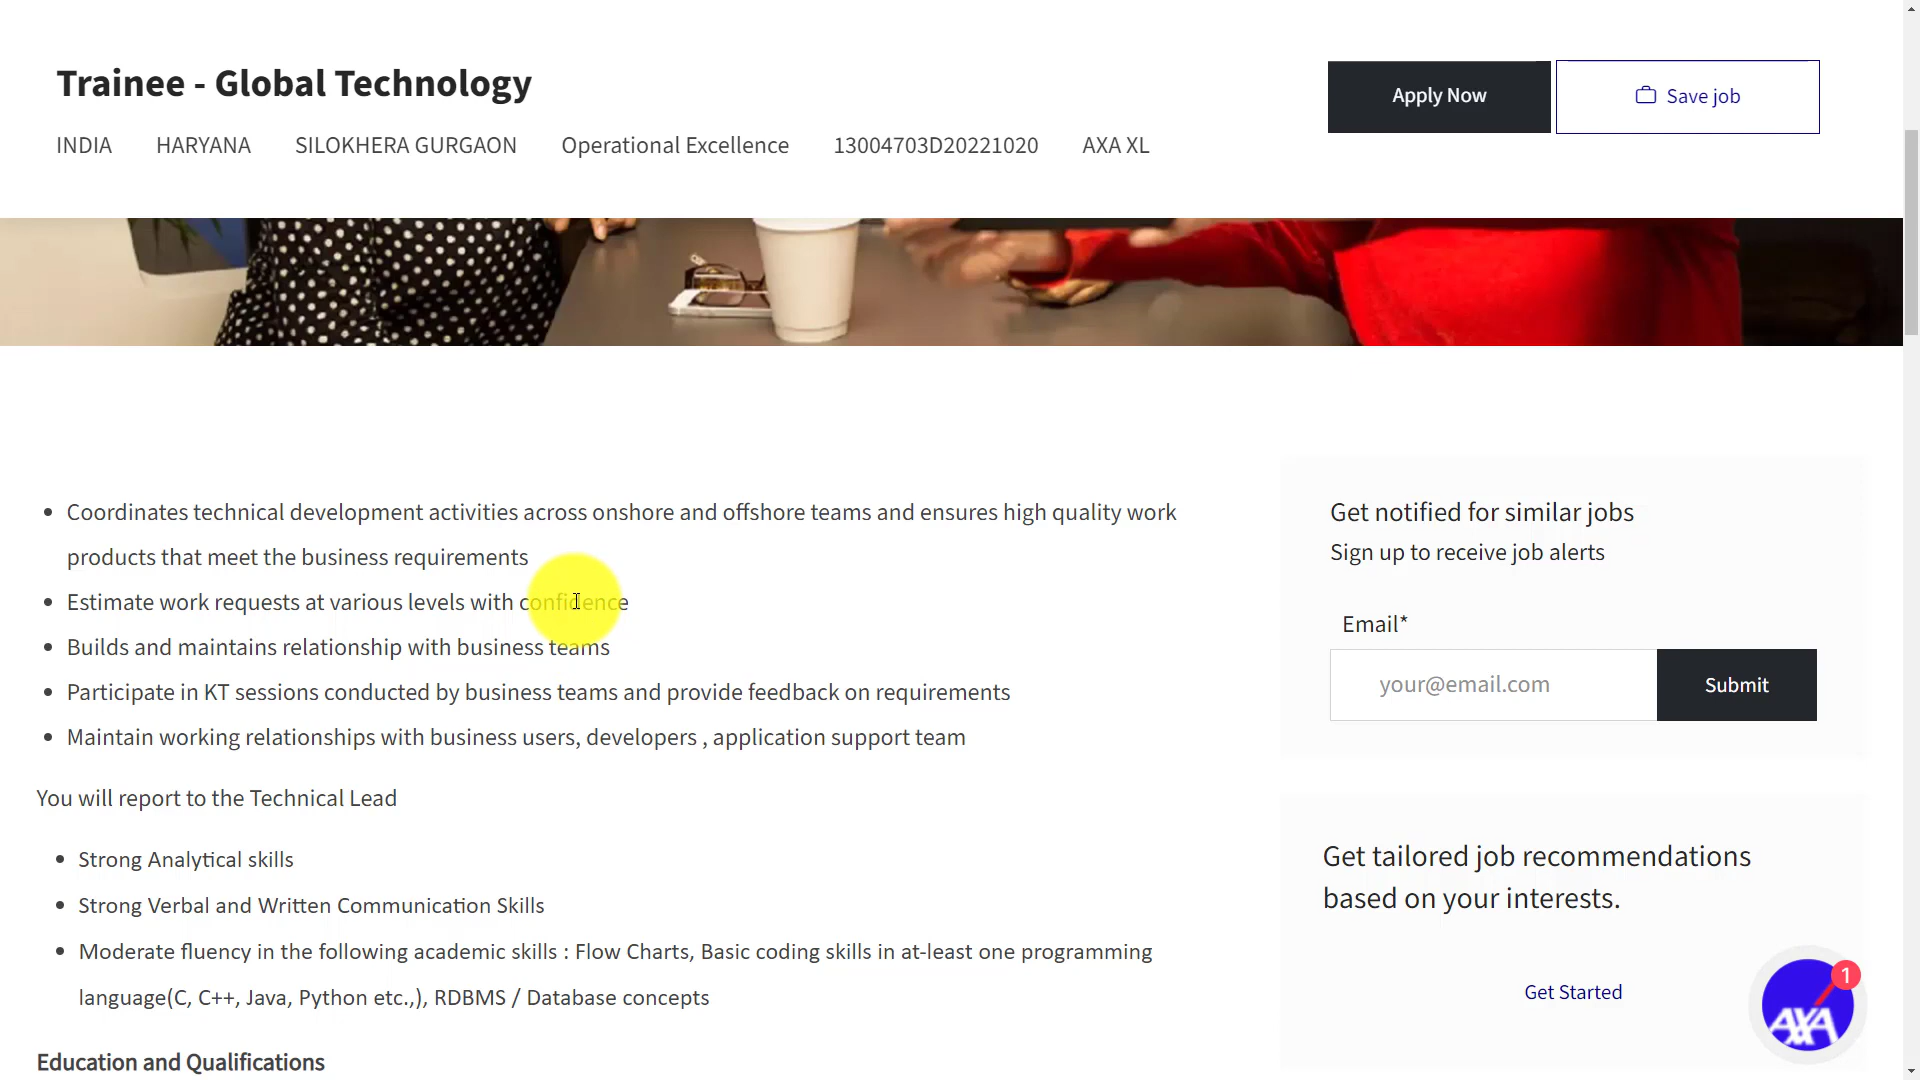 Trainee - Global Technology
Apply Now
Save job
INDIA HARYANA SILOKHERA GURGAON Operational Excellence 13004703D20221020 AXA XL
Coordinates technical development activities across onshore and offshore teams and ensures high quality work
products that meet the business requirements
Estimate work requests at various levels with confidence
Builds and maintains relationship with business teams
Participate in KT sessions conducted by business teams and provide feedback on requirements
Maintain working relationships with business users, developers , application support team
You will report to the Technical Lead
Strong Analytical skills
Strong Verbal and Written Communication Skills
Moderate fluency in the following academic skills : Flow Charts, Basic coding skills in at-least one programming
language(C, C++, Java, Python etc.,), RDBMS / Database concepts
Education and Qualifications
Get notified for similar jobs
Sign up to receive job alerts
Email*
your@email.com
Submit
Get tailored job recommendations
based on your interests.
Get Started
1
AXA